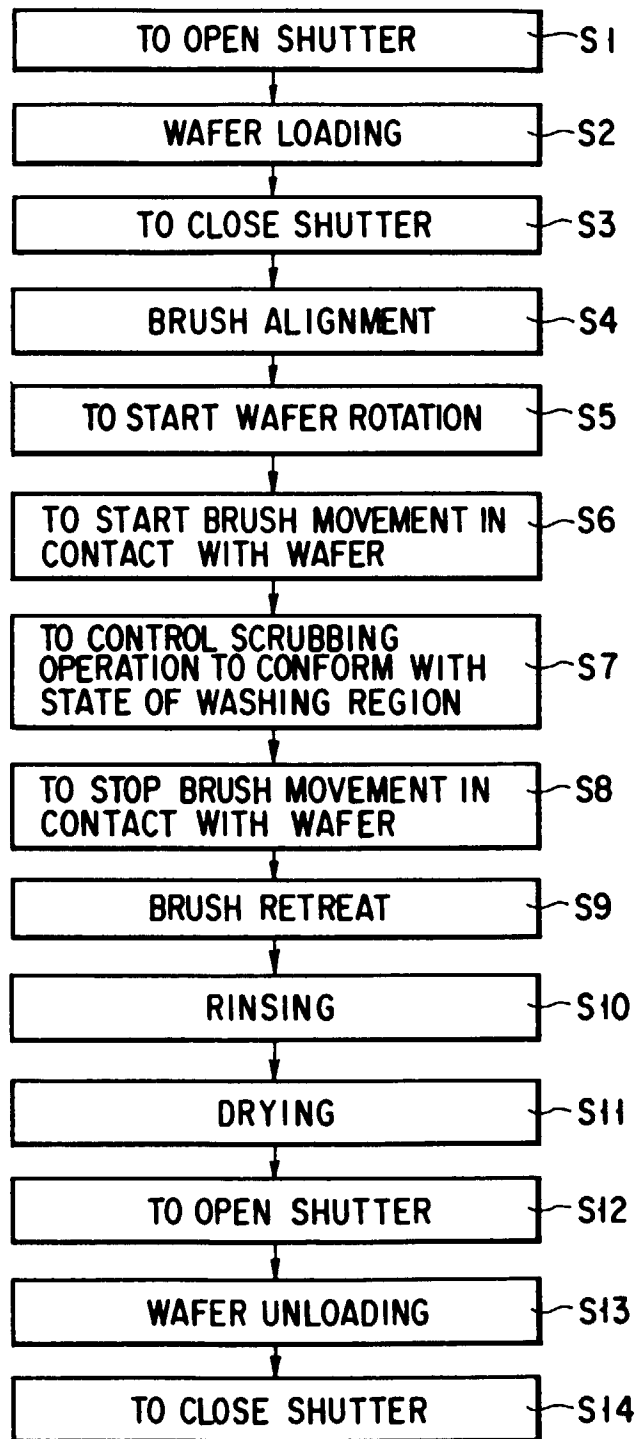 TO OPEN SHUTTER S1
WAFER LOADING S2
TO CLOSE SHUTTER S3
BRUSH ALIGNMENT S4
TO START WAFER ROTATION S5
TO START BRUSH MOVEMENT IN S6
CONTACT WITH WAFER
TO CONTROL SCRUBBING
OPERATION TO CONFORM WITH S7
STATE OF WASHING REGION
TO STOP BRUSH MOVEMENT IN S8
CONTACT WITH WAFER
BRUSH RETREAT S9
RINSING S10
DRYING S11
TO OPEN SHUTTER S12
WAFER UNLOADING S13
TO CLOSE SHUTTER S14